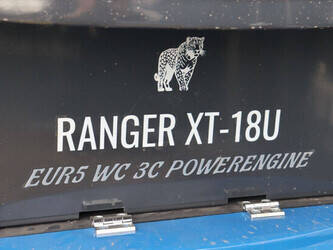 RANGER XT-18U
EUR5 WC 3C POWERENGINE